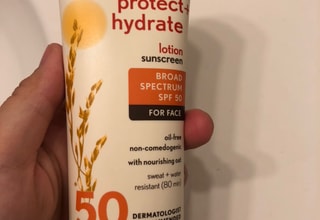 protect+
hydrate
lotion
sunscreen
BROAD
SPECTRUM
SPF 50
FOR FACE
oil-free
non-comedogenic
with nourishing oat
sweat + water
resistant (80 min)
50
DERMATOLOGIST